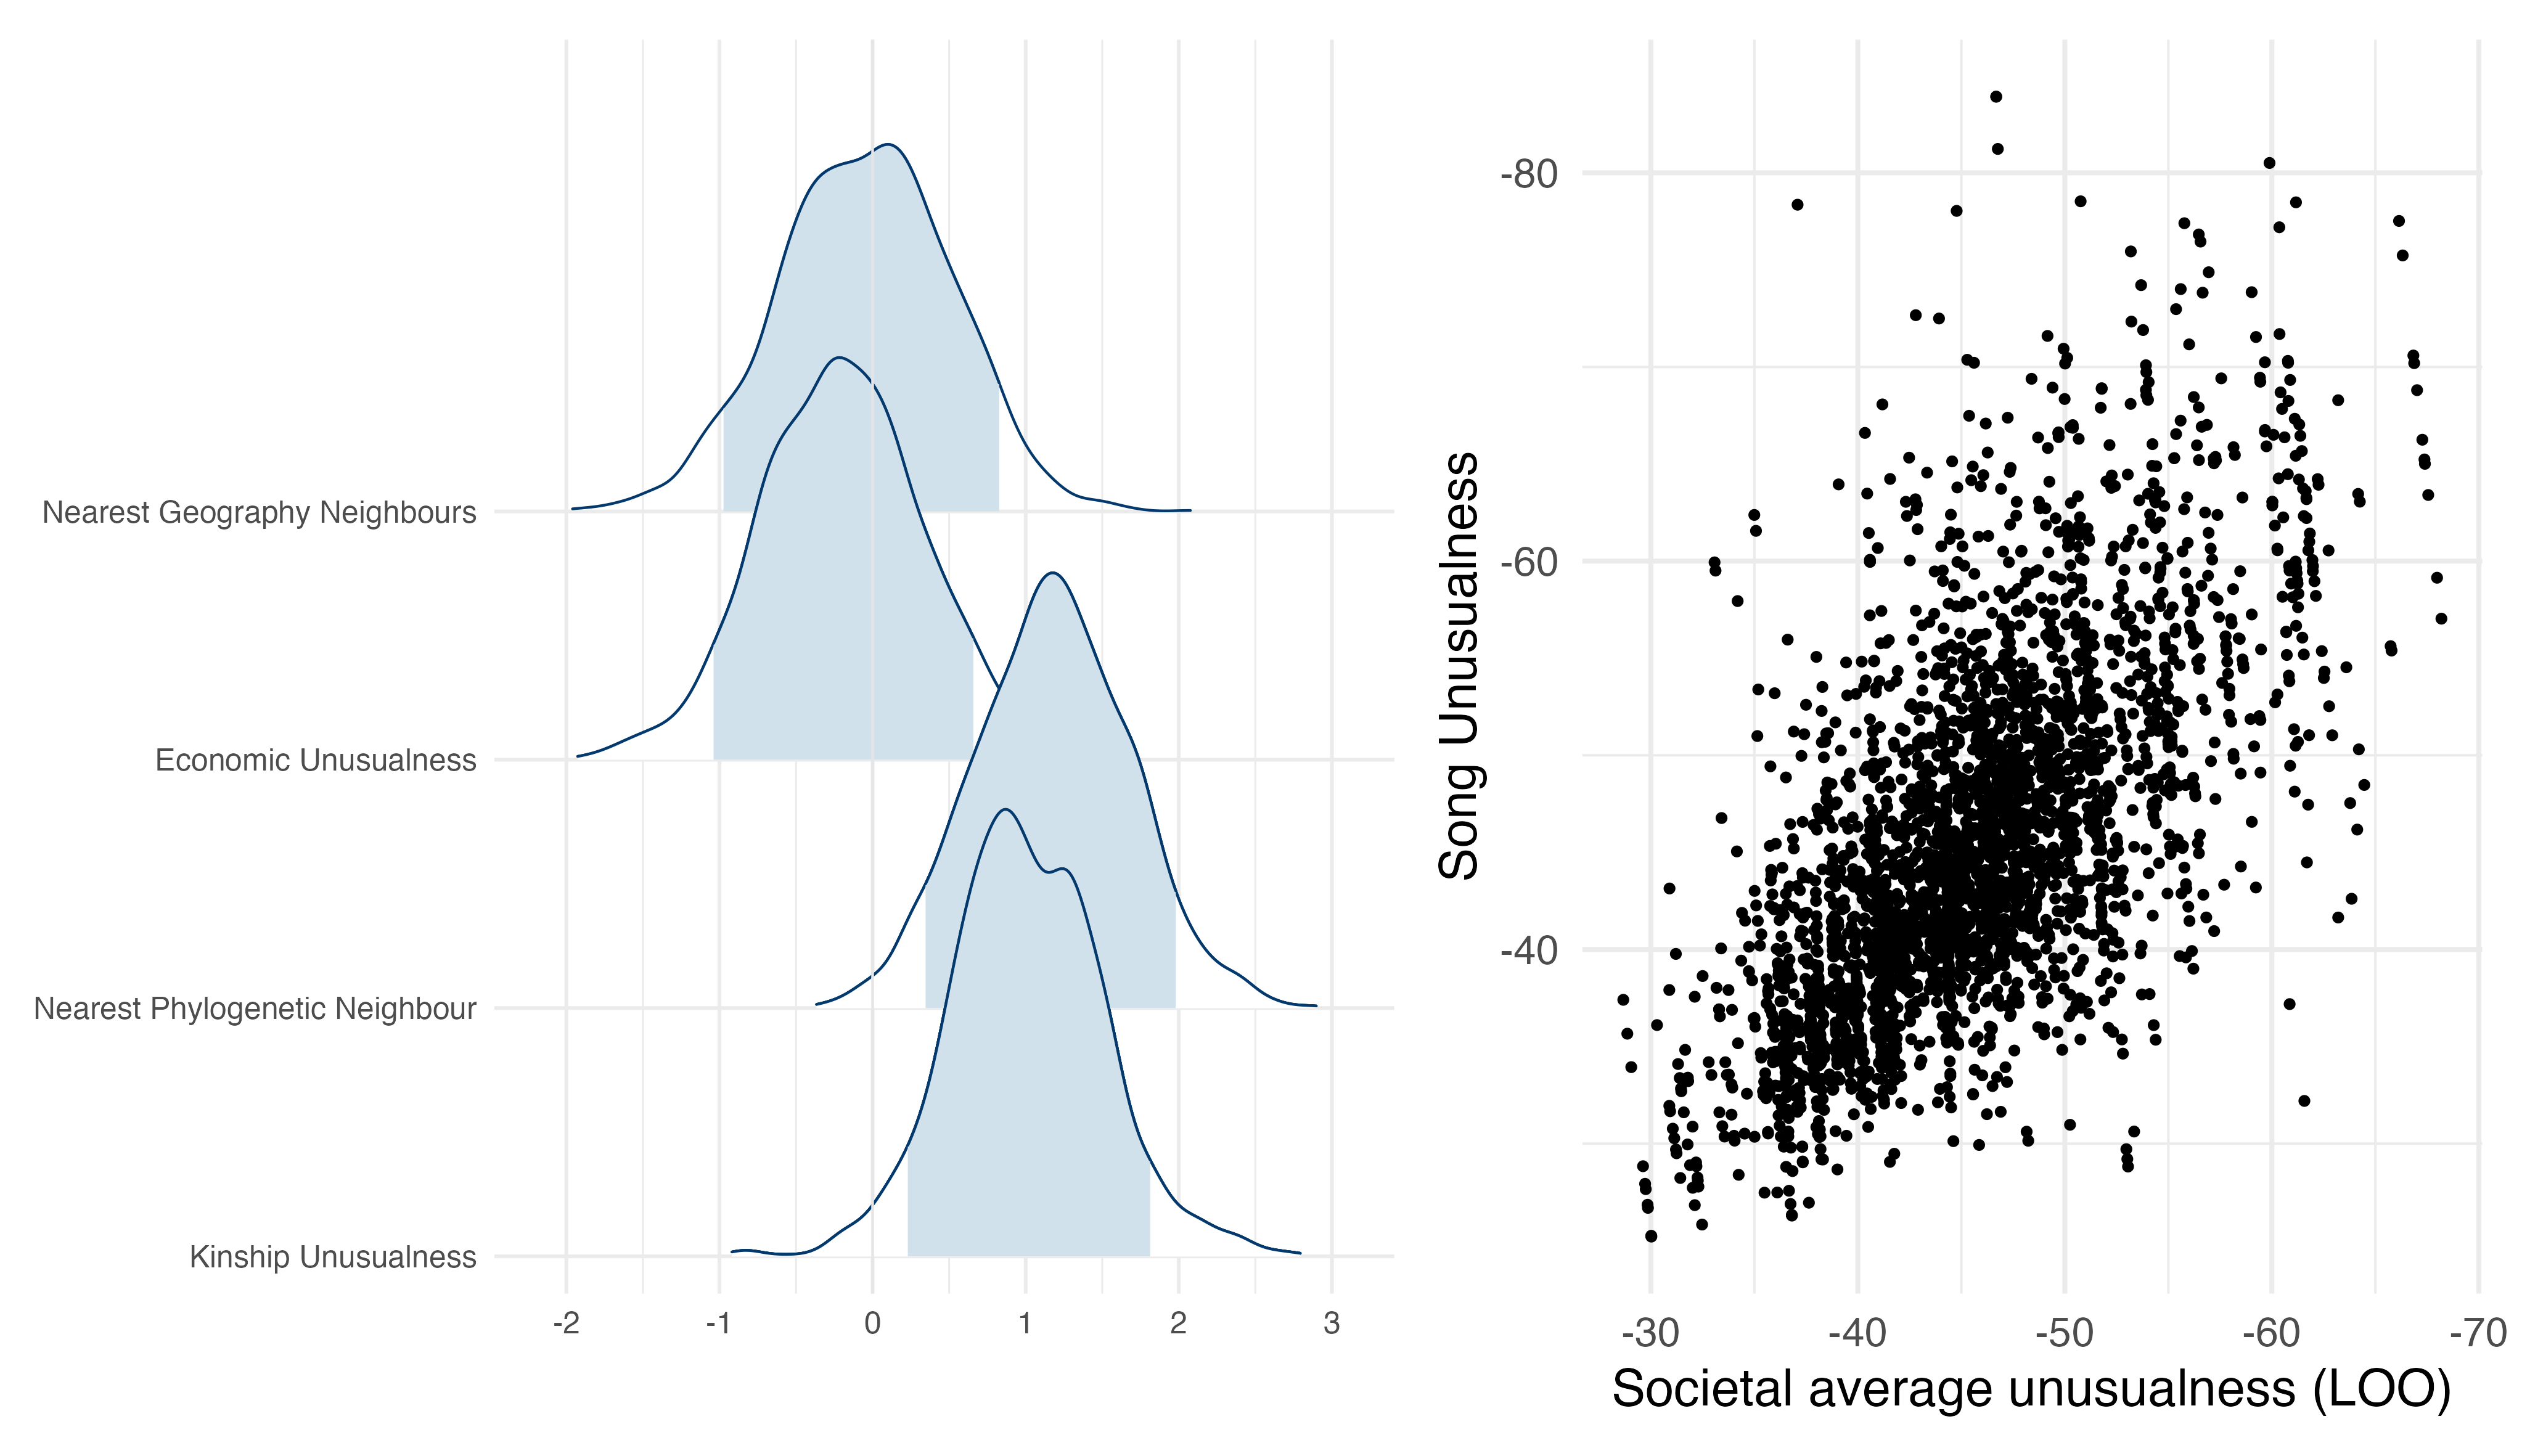 Nearest Geography Neighbours
Economic Unusualness
Nearest Phylogenetic Neighbour
Kinship Unusualness
-2 -1 0 1 2 3
Song Unusualness
-80
-60
-40
-30 -40 -50 -60 -70
Societal average unusualness (LOO)